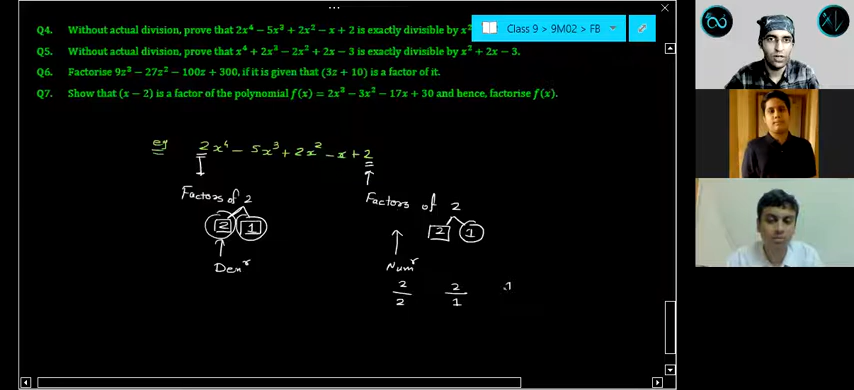 Q4. Without actual division, prove that 2x⁴ − 5x³ + 2x² − x + 2 is exactly divisible by x²
Class 9 > 9M02 > FB
Q5. Without actual division, prove that x⁴ + 2x³ − 2x² + 2x − 3 is exactly divisible by x² + 2x − 3.
Q6. Factorise 9z³ − 27z² − 100z + 300, if it is given that (3z + 10) is a factor of it.
Q7. Show that (x − 2) is a factor of the polynomial f(x) = 2x³ − 3x² − 17x + 30 and hence, factorise f(x).
eg 2x⁴ − 5x³ + 2x² − x + 2
Factors of 2
2 1
Denʳ
Factors of 2
2 1
Numʳ
2/2 2/1 1